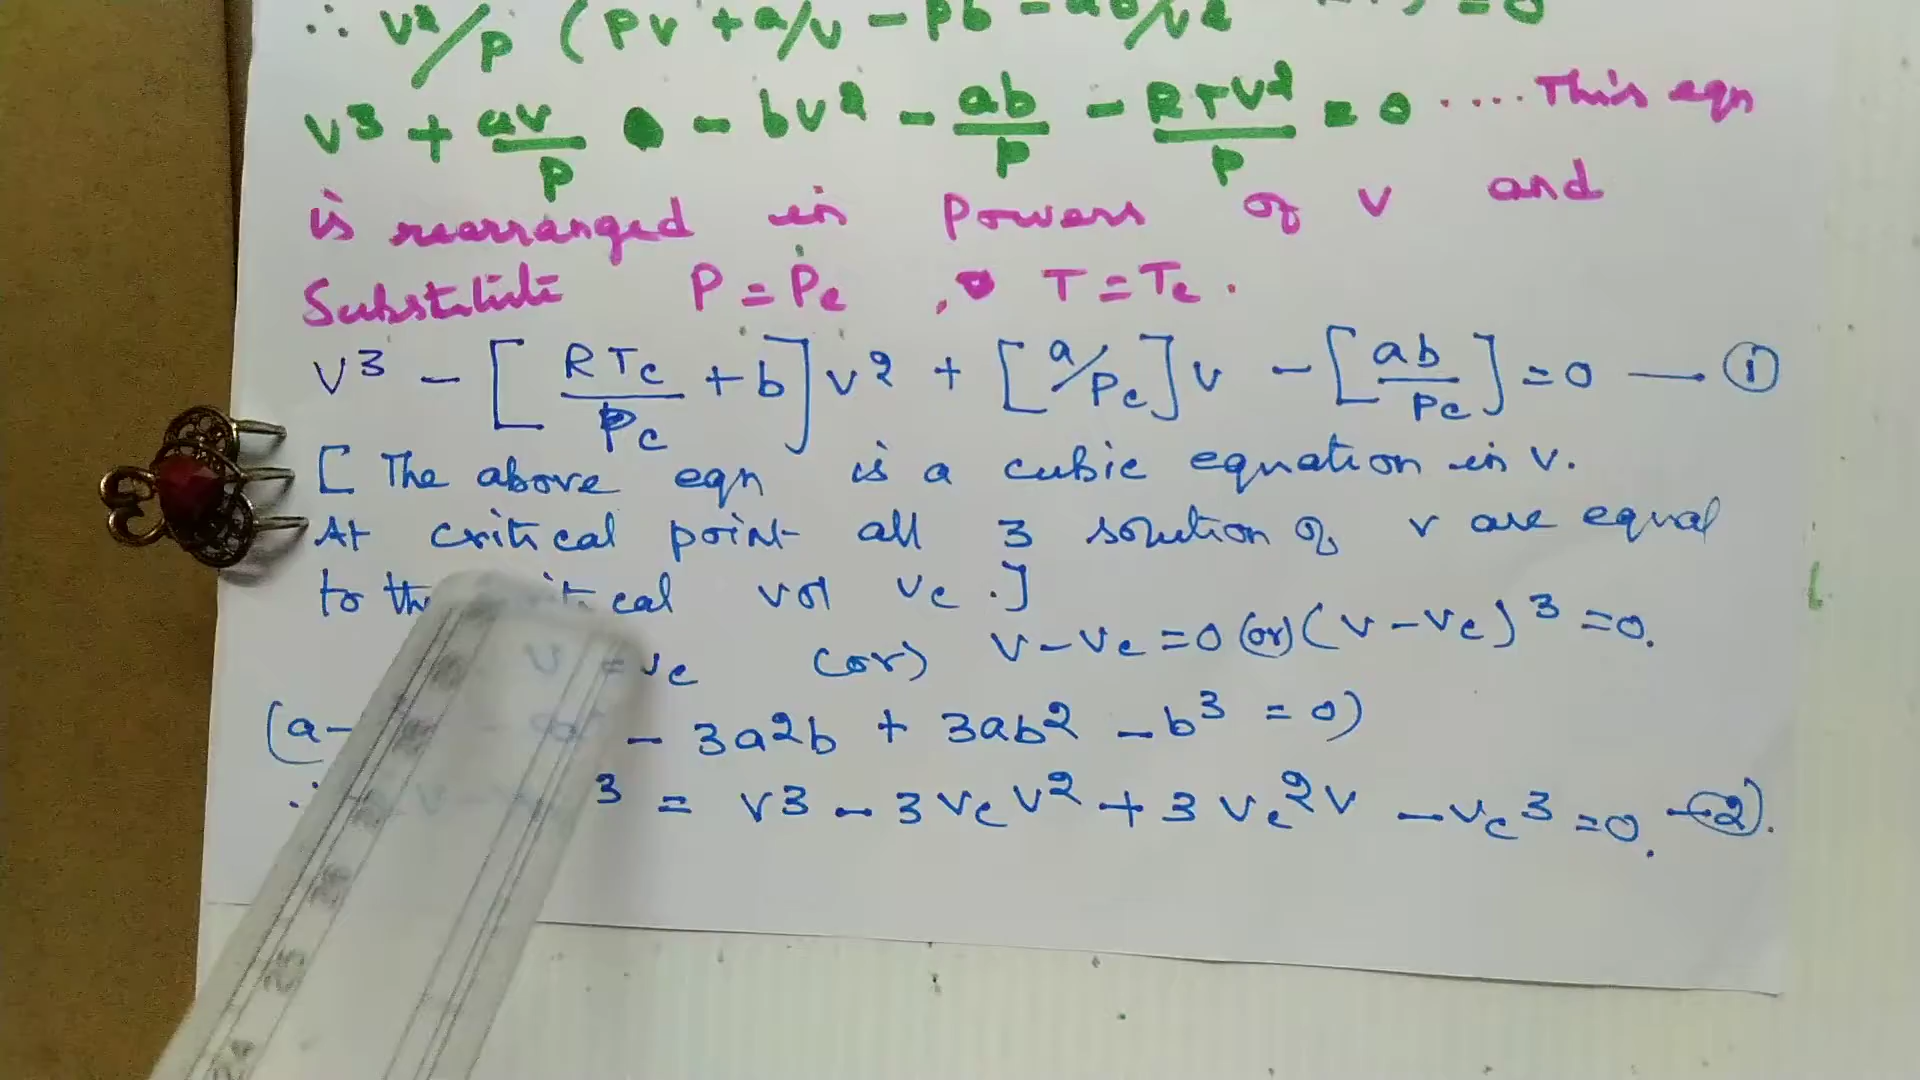 ∴ V²/P (PV + a/V - Pb - ab/V² ) = 0
V³ + aV/P - bV² - ab/P - RTV²/P = 0 .... This eqn
is rearranged in Powers of V and
Substitute P = Pc , T = Tc .
V³ - [RTc/Pc + b] V² + [a/Pc] V - [ab/Pc] = 0 — ①
[ The above eqn is a cubic equation in V.
At critical point all 3 solution of V are equal
to the critical vol Vc .]
V = Vc (or) V - Vc = 0 (or) (V - Vc)³ = 0.
(a- - 3a²b + 3ab² - b³ = 0)
∴ ³ = V³ - 3VcV² + 3Vc²V - Vc³ = 0. —②.